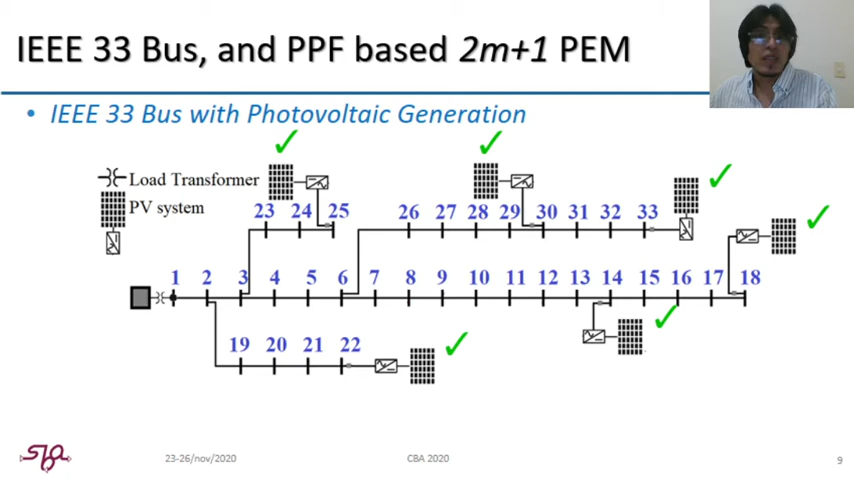 IEEE 33 Bus, and PPF based 2m+1 PEM
• IEEE 33 Bus with Photovoltaic Generation
Load Transformer
PV system
23 24 25
26 27 28 29 30 31 32 33
1 2 3 4 5 6 7 8 9 10 11 12 13 14 15 16 17 18
19 20 21 22
sba
23-26/nov/2020
CBA 2020
9